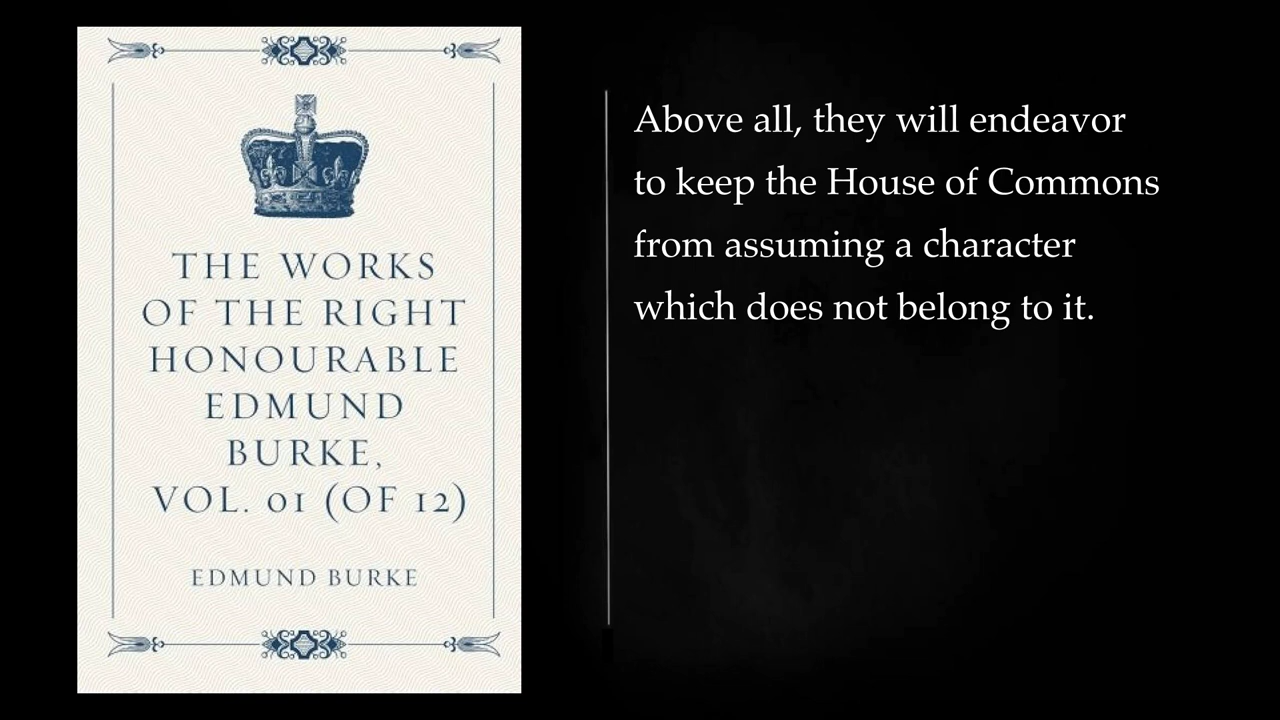 THE WORKS
OF THE RIGHT
HONOURABLE
EDMUND
BURKE,
VOL. 01 (OF 12)
EDMUND BURKE
Above all, they will endeavor
to keep the House of Commons
from assuming a character
which does not belong to it.